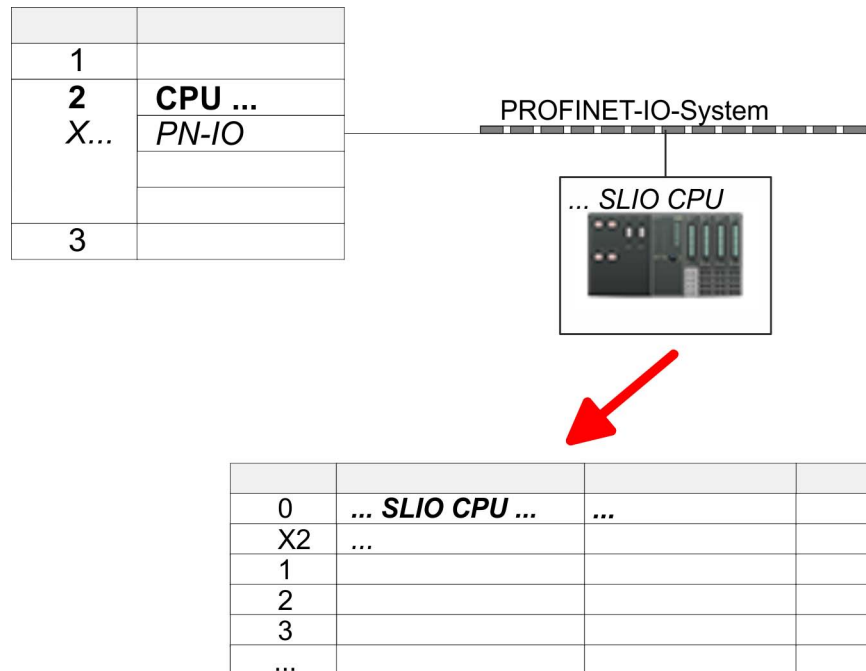 1
2 CPU ...
X... PN-IO
3
PROFINET-IO-System
... SLIO CPU
0 ... SLIO CPU ... ...
X2 ...
1
2
3
...